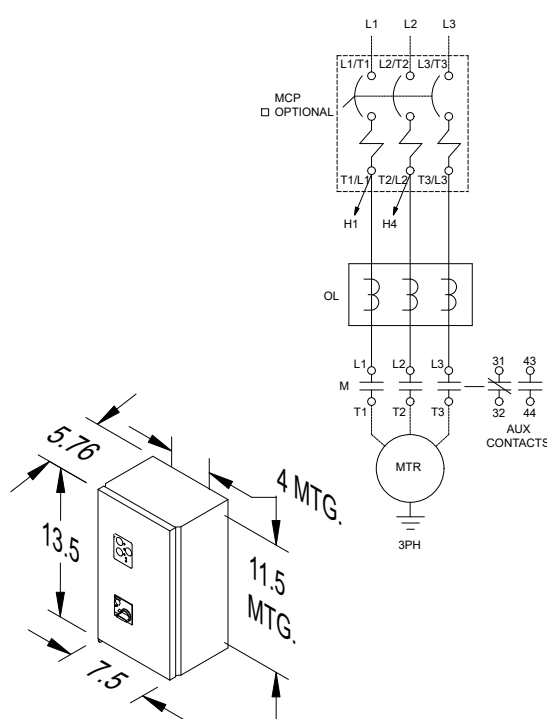 L1 L2 L3
L1/T1 L2/T2 L3/T3
MCP
□ OPTIONAL
T1/L1 T2/L2 T3/L3
H1 H4
OL
L1 L2 L3 31 43
M
T1 T2 T3 32 44
AUX
CONTACTS
MTR
3PH
5.76
4 MTG.
13.5
11.5
MTG.
7.5